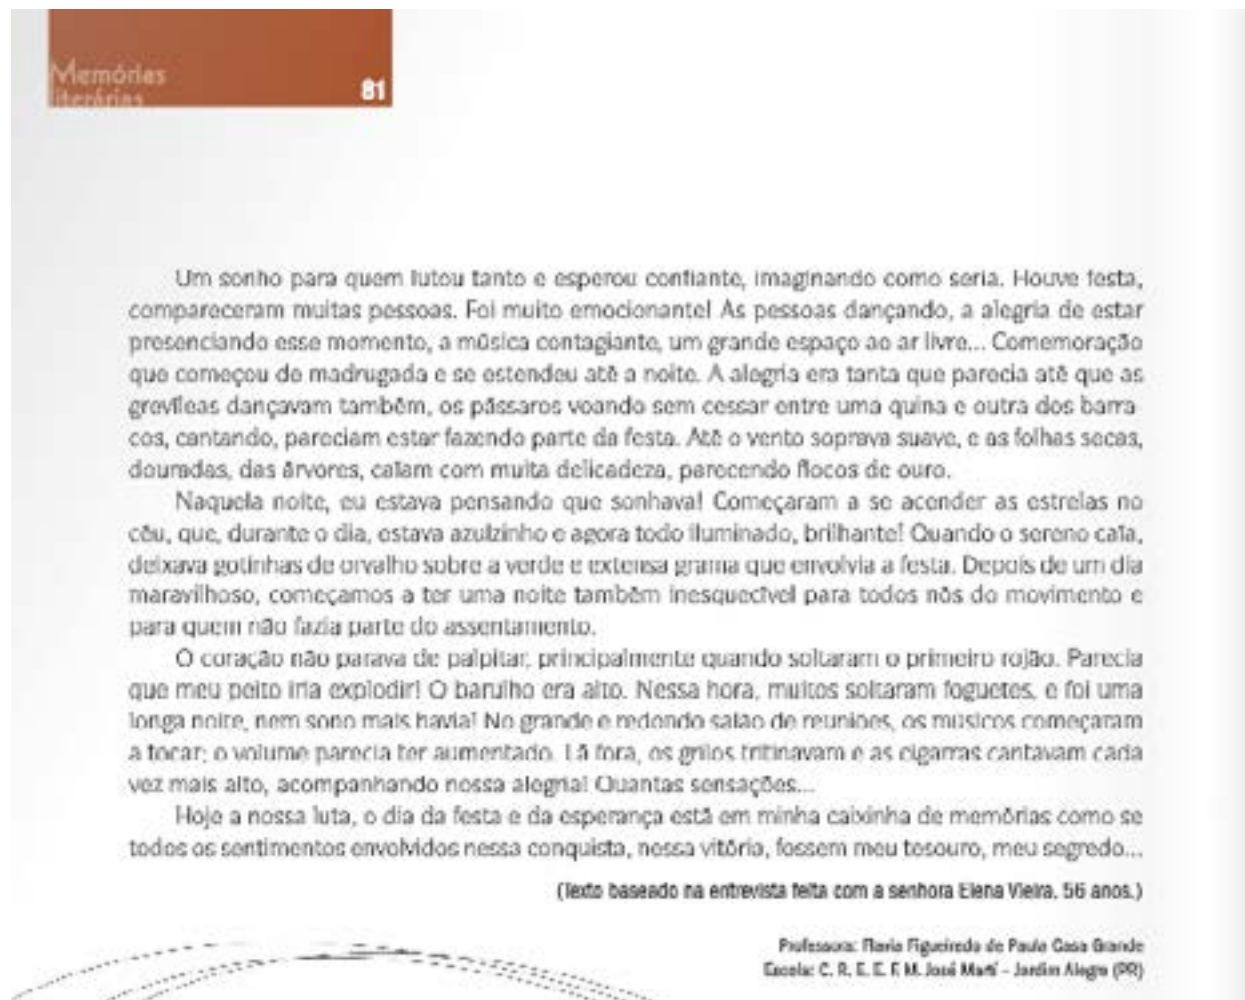 Memórias
literárias
81
Um sonho para quem lutou tanto e esperou confiante, imaginando como seria. Houve festa,
compareceram muitas pessoas. Foi muito emocionante! As pessoas dançando, a alegria de estar
presenciando esse momento, a música contagiante, um grande espaço ao ar livre... Comemoração
que começou de madrugada e se estendeu até a noite. A alegria era tanta que parecia até que as
grevíleas dançavam também, os pássaros voando sem cessar entre uma quina e outra dos barra-
cos, cantando, pareciam estar fazendo parte da festa. Até o vento soprava suave, e as folhas secas,
douradas, das árvores, caíam com muita delicadeza, parecendo flocos de ouro.
Naquela noite, eu estava pensando que sonhava! Começaram a se acender as estrelas no
céu, que, durante o dia, estava azulzinho e agora todo iluminado, brilhante! Quando o sereno caía,
deixava gotinhas de orvalho sobre a verde e extensa grama que envolvia a festa. Depois de um dia
maravilhoso, começamos a ter uma noite também inesquecível para todos nós do movimento e
para quem não fazia parte do assentamento.
O coração não parava de palpitar, principalmente quando soltaram o primeiro rojão. Parecia
que meu peito iria explodir! O barulho era alto. Nessa hora, muitos soltaram foguetes, e foi uma
longa noite, nem sono mais havia! No grande e redondo salão de reuniões, os músicos começaram
a tocar; o volume parecia ter aumentado. Lá fora, os grilos tritinavam e as cigarras cantavam cada
vez mais alto, acompanhando nossa alegria! Quantas sensações...
Hoje a nossa luta, o dia da festa e da esperança está em minha caixinha de memórias como se
todos os sentimentos envolvidos nessa conquista, nessa vitória, fossem meu tesouro, meu segredo...
(Texto baseado na entrevista feita com a senhora Elena Vieira, 56 anos.)
Professora: Flavia Figueiredo de Paula Casa Grande
Escola: C. R. E. E. F. M. José Martí – Jardim Alegre (PR)